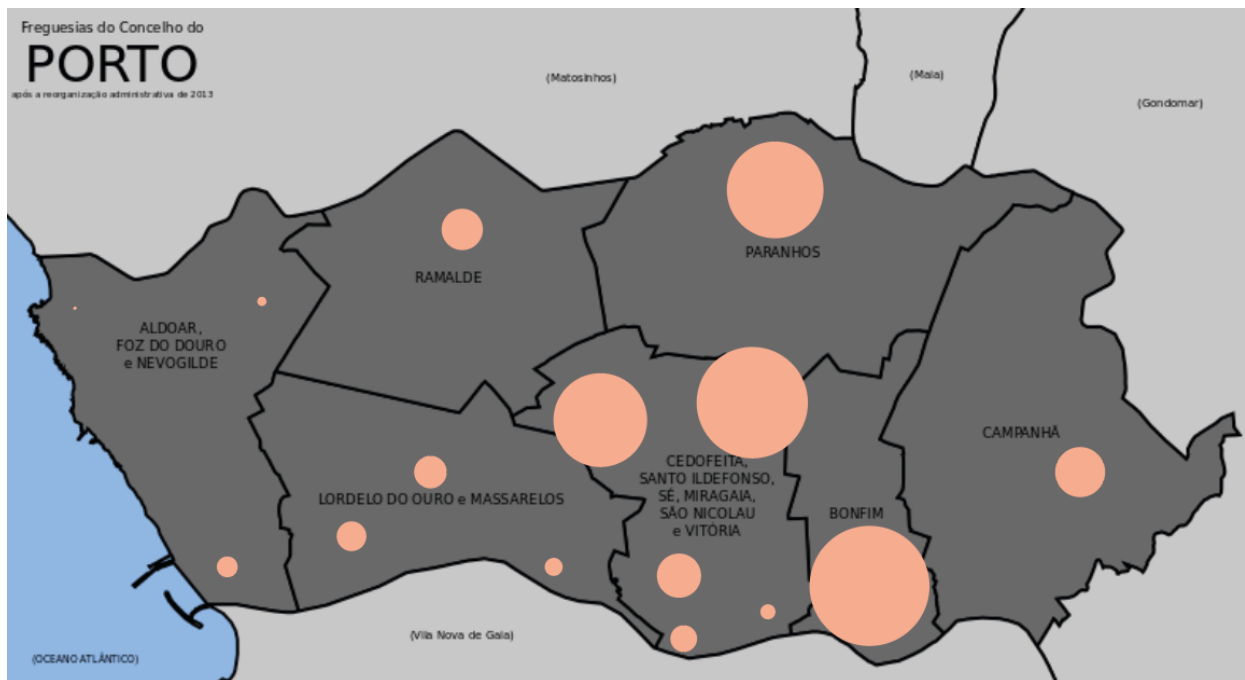 Freguesias do Concelho do
PORTO
após a reorganização administrativa de 2013
(Matosinhos)
(Maia)
(Gondomar)
PARANHOS
RAMALDE
ALDOAR,
FOZ DO DOURO
e NEVOGILDE
CAMPANHÃ
CEDOFEITA,
SANTO ILDEFONSO,
SÉ, MIRAGAIA,
SÃO NICOLAU
e VITÓRIA
LORDELO DO OURO e MASSARELOS
BONFIM
(Vila Nova de Gaia)
(OCEANO ATLÂNTICO)